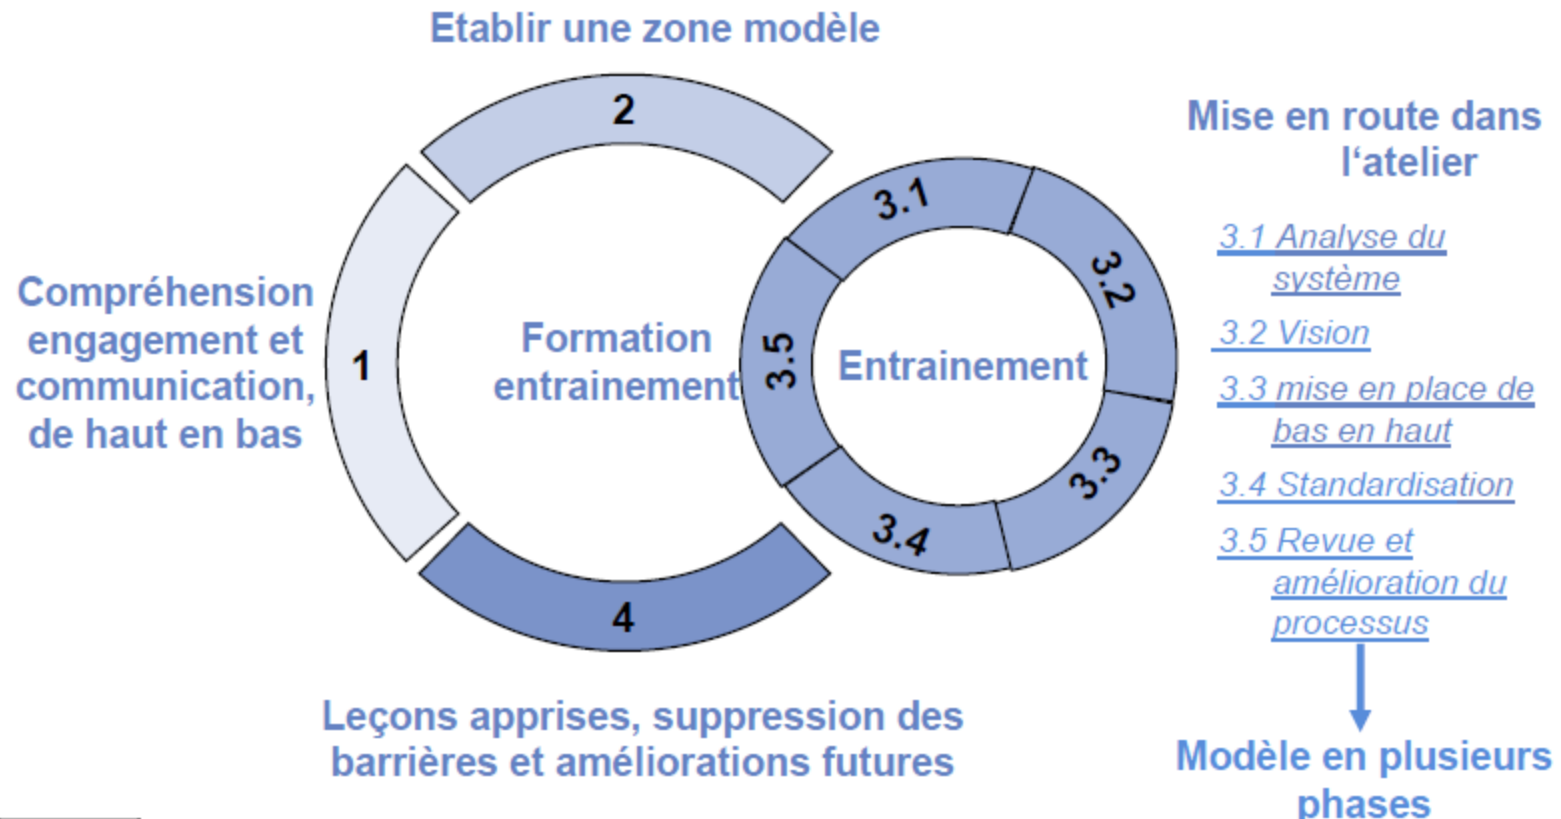 Etablir une zone modèle
2
Mise en route dans
l‘atelier
3.1
3.2
3.1 Analyse du
système
3.2 Vision
3.3 mise en place de
bas en haut
3.4 Standardisation
3.5 Revue et
amélioration du
processus
Compréhension
engagement et
communication,
de haut en bas
1
Formation
entrainement
3.5
Entrainement
3.3
3.4
4
Leçons apprises, suppression des
barrières et améliorations futures
Modèle en plusieurs
phases